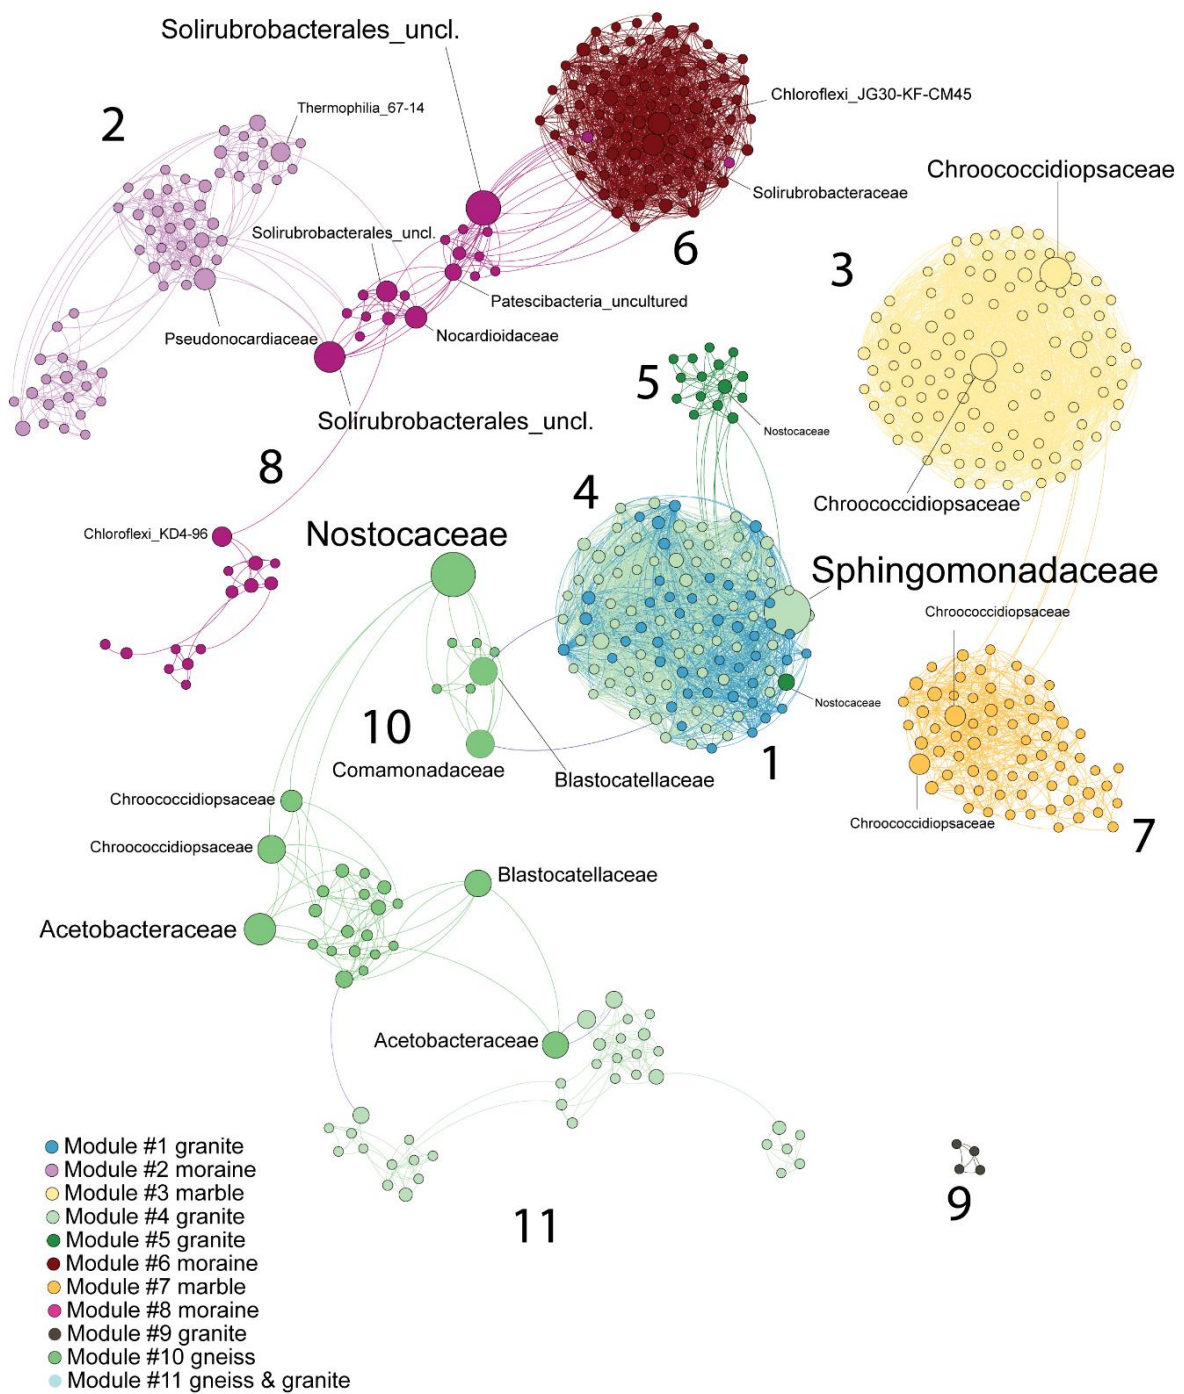 Solirubrobacterales_uncl.
2
Thermophilia_67-14
Chloroflexi_JG30-KF-CM45
Chroococcidiopsaceae
Solirubrobacteraceae
Solirubrobacterales_uncl.
6
3
Patescibacteria_uncultured
Pseudonocardiaceae
Nocardioidaceae
5
Solirubrobacterales_uncl.
Nostocaceae
8
4
Chroococcidiopsaceae
Chloroflexi_KD4-96
Nostocaceae
Sphingomonadaceae
Chroococcidiopsaceae
Nostocaceae
10
1
Comamonadaceae
Blastocatellaceae
Chroococcidiopsaceae
Chroococcidiopsaceae
7
Chroococcidiopsaceae
Blastocatellaceae
Acetobacteraceae
Acetobacteraceae
11
9
Module #1 granite
Module #2 moraine
Module #3 marble
Module #4 granite
Module #5 granite
Module #6 moraine
Module #7 marble
Module #8 moraine
Module #9 granite
Module #10 gneiss
Module #11 gneiss & granite